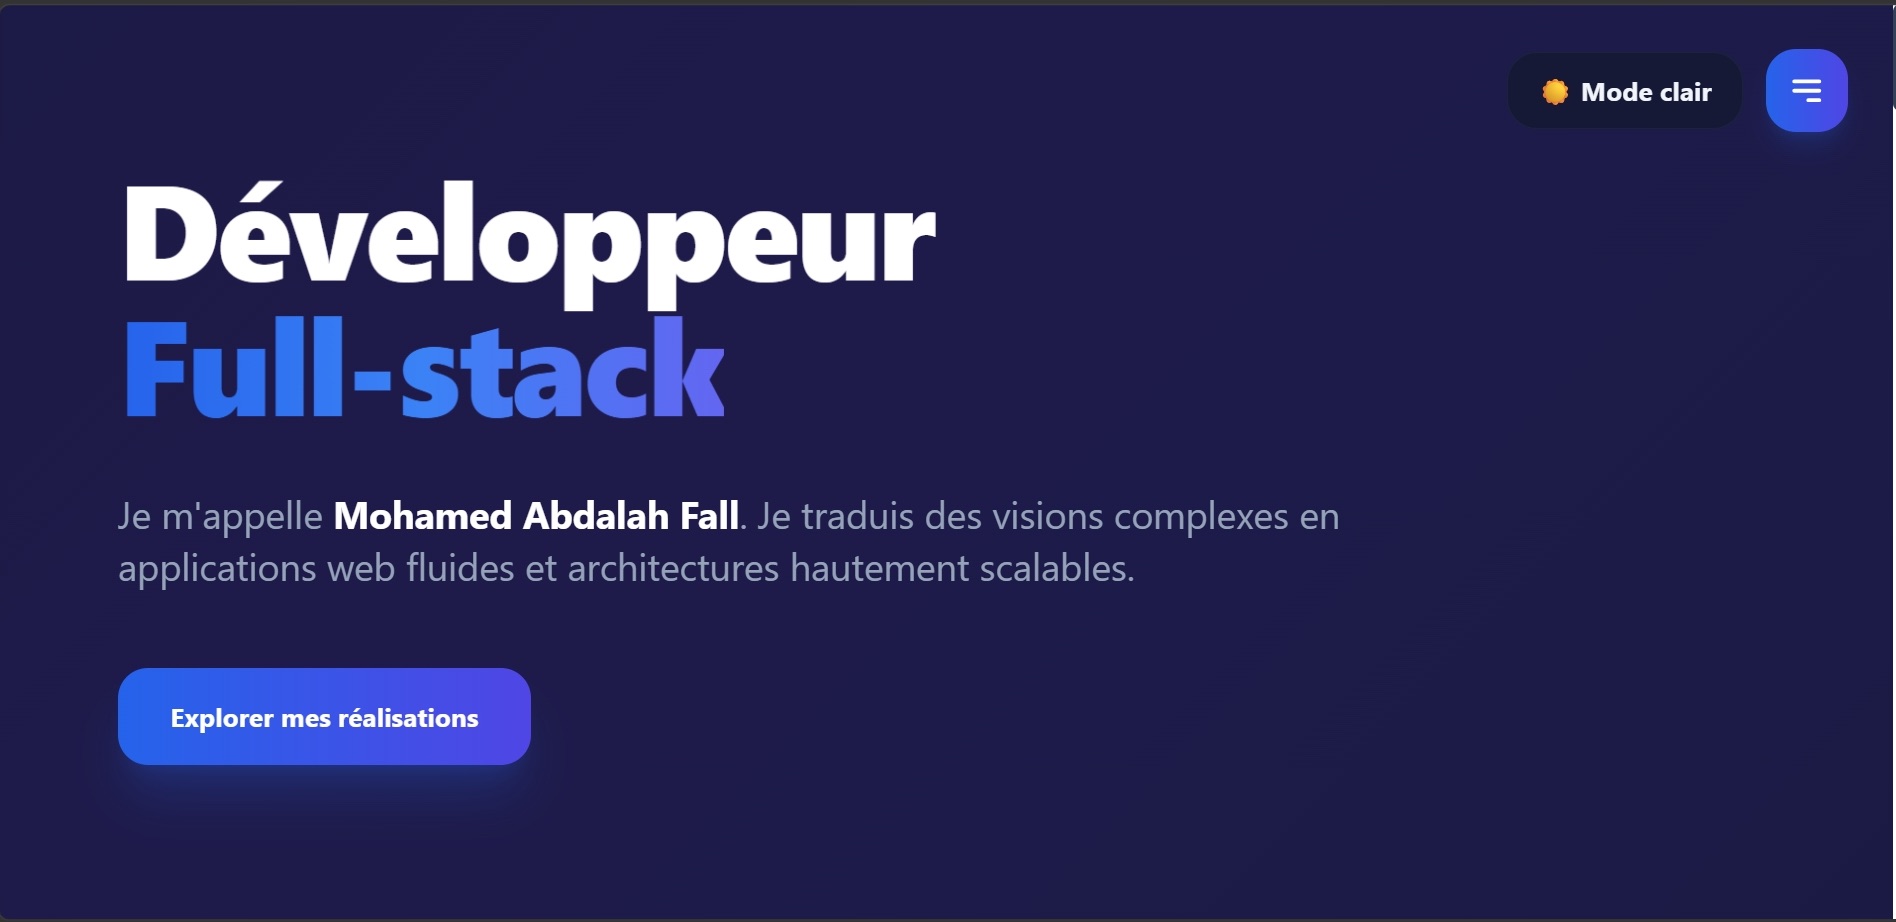 Mode clair
Développeur
Full-stack
Je m'appelle Mohamed Abdalah Fall. Je traduis des visions complexes en
applications web fluides et architectures hautement scalables.
Explorer mes réalisations